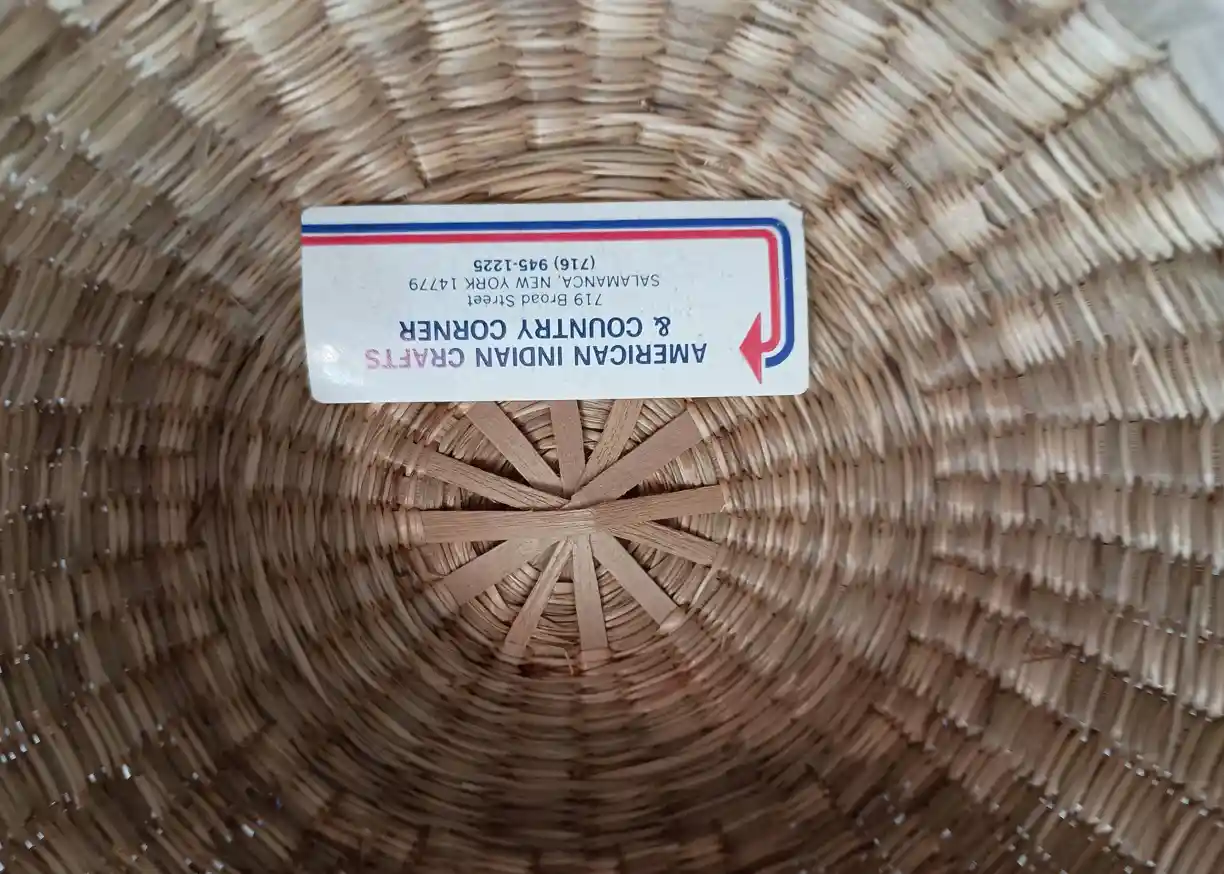 AMERICAN INDIAN CRAFTS
& COUNTRY CORNER
719 Broad Street
SALAMANCA, NEW YORK 14779
(716) 945-1225